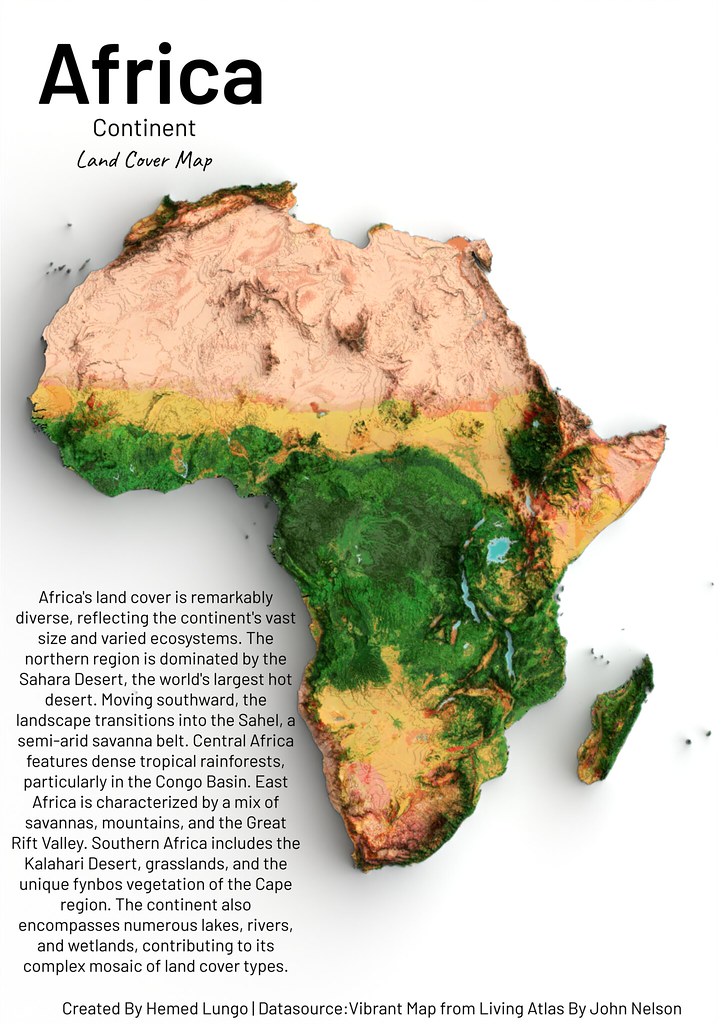 Africa
Continent
Land Cover Map
Africa's land cover is remarkably
diverse, reflecting the continent's vast
size and varied ecosystems. The
northern region is dominated by the
Sahara Desert, the world's largest hot
desert. Moving southward, the
landscape transitions into the Sahel, a
semi-arid savanna belt. Central Africa
features dense tropical rainforests,
particularly in the Congo Basin. East
Africa is characterized by a mix of
savannas, mountains, and the Great
Rift Valley. Southern Africa includes the
Kalahari Desert, grasslands, and the
unique fynbos vegetation of the Cape
region. The continent also
encompasses numerous lakes, rivers,
and wetlands, contributing to its
complex mosaic of land cover types.
Created By Hemed Lungo | Datasource:Vibrant Map from Living Atlas By John Nelson